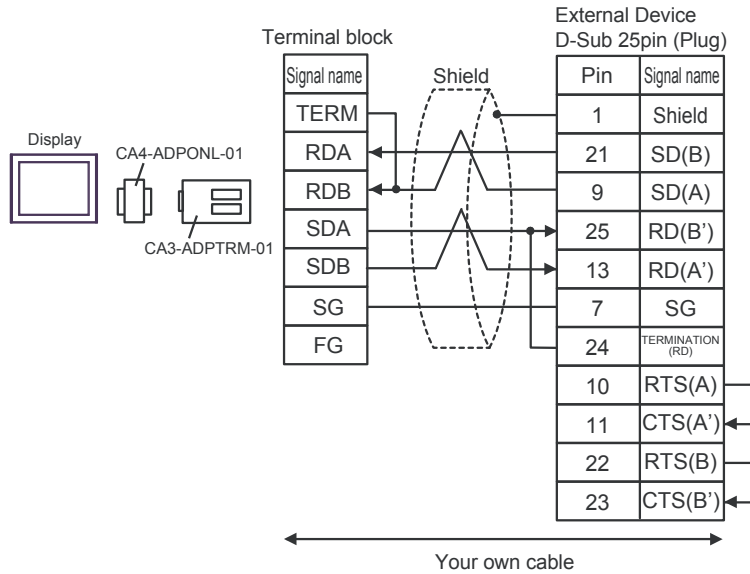 External Device
Terminal block
D-Sub 25pin (Plug)
Signal name
Shield
Pin
Signal name
TERM
1
Shield
Display
CA4-ADPONL-01
RDA
21
SD(B)
RDB
9
SD(A)
SDA
25
RD(B’)
CA3-ADPTRM-01
SDB
13
RD(A’)
SG
7
SG
FG
24
TERMINATION
(RD)
10
RTS(A)
11
CTS(A’)
22
RTS(B)
23
CTS(B’)
Your own cable